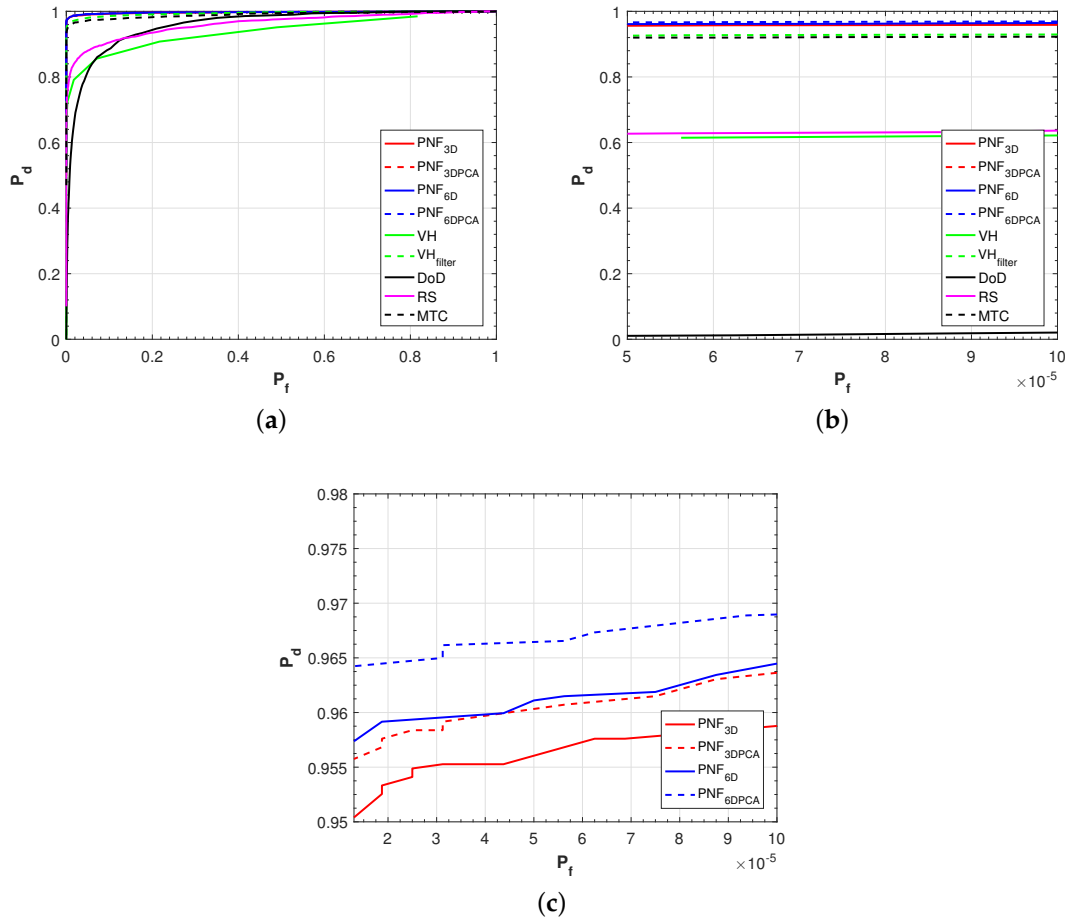 1
0.8
0.6
0.4
0.2
0
P_d
0 0.2 0.4 0.6 0.8 1
P_f
PNF_3D
PNF_3DPCA
PNF_6D
PNF_6DPCA
VH
VH_filter
DoD
RS
MTC
(a)
1
0.8
0.6
0.4
0.2
0
P_d
5 6 7 8 9 10
P_f
×10^-5
PNF_3D
PNF_3DPCA
PNF_6D
PNF_6DPCA
VH
VH_filter
DoD
RS
MTC
(b)
0.98
0.975
0.97
0.965
0.96
0.955
0.95
P_d
2 3 4 5 6 7 8 9 10
P_f
×10^-5
PNF_3D
PNF_3DPCA
PNF_6D
PNF_6DPCA
(c)